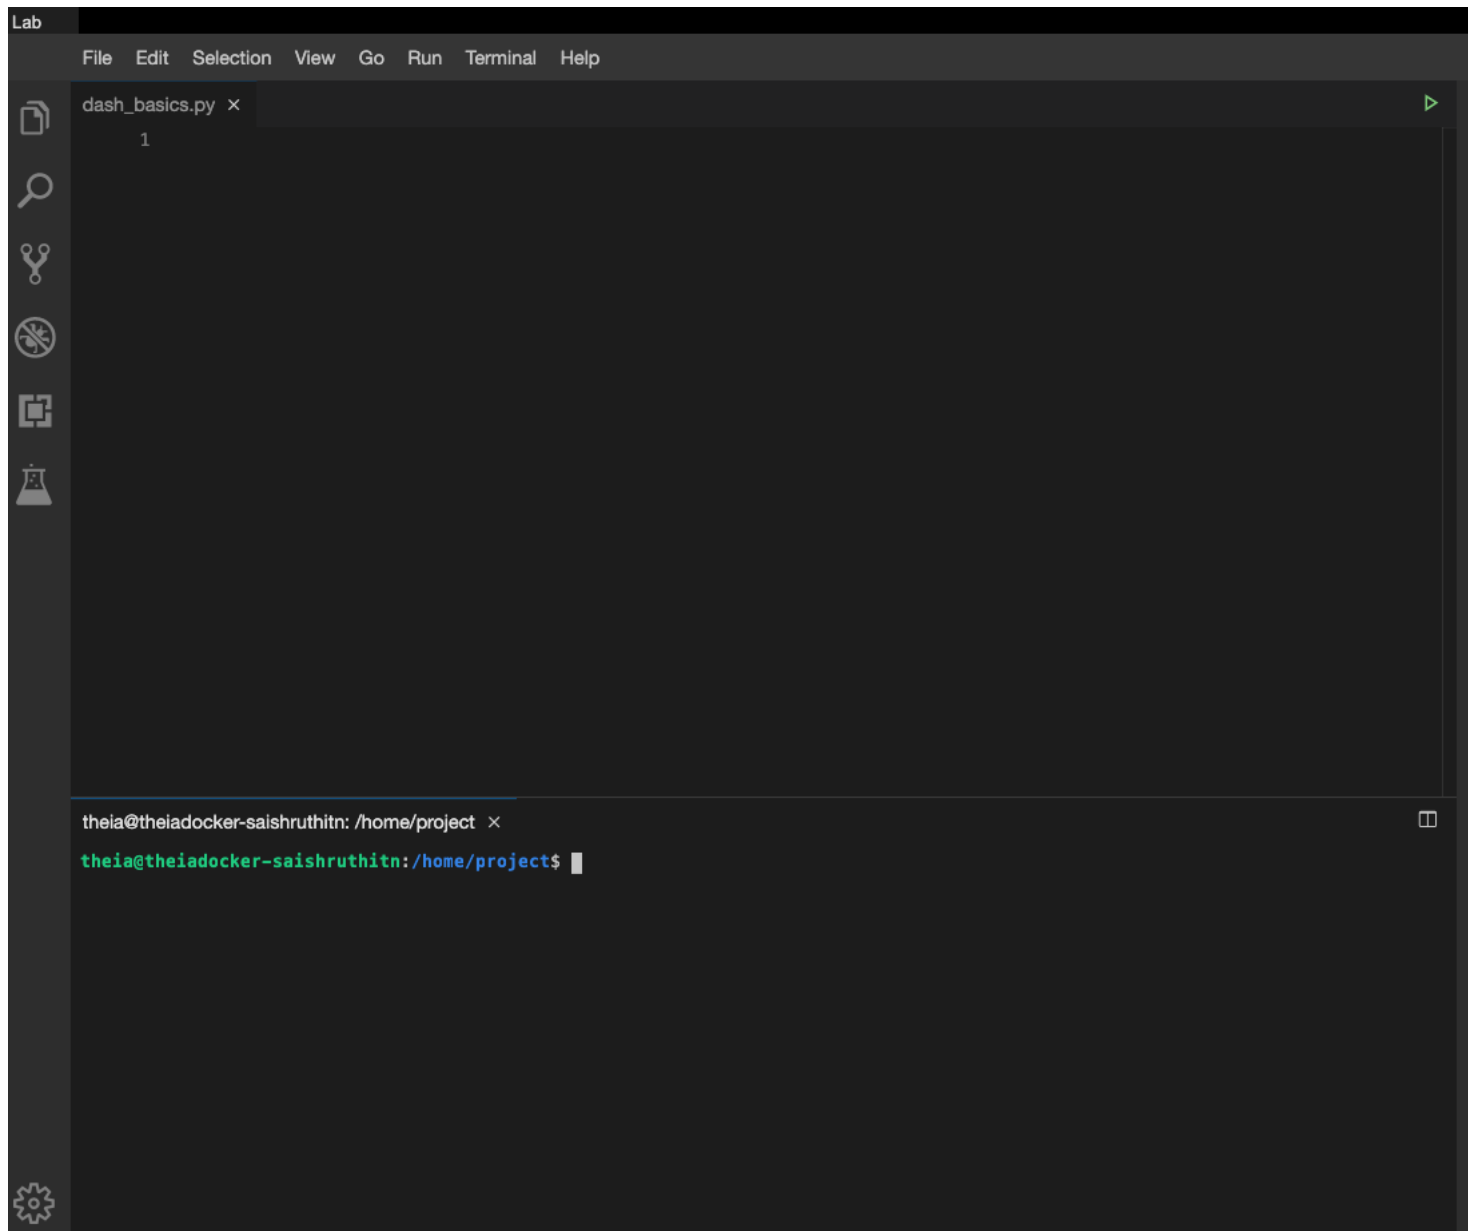 Lab
File Edit Selection View Go Run Terminal Help
dash_basics.py ×
1
theia@theiadocker-saishruthitn: /home/project ×
theia@theiadocker-saishruthitn:/home/project$